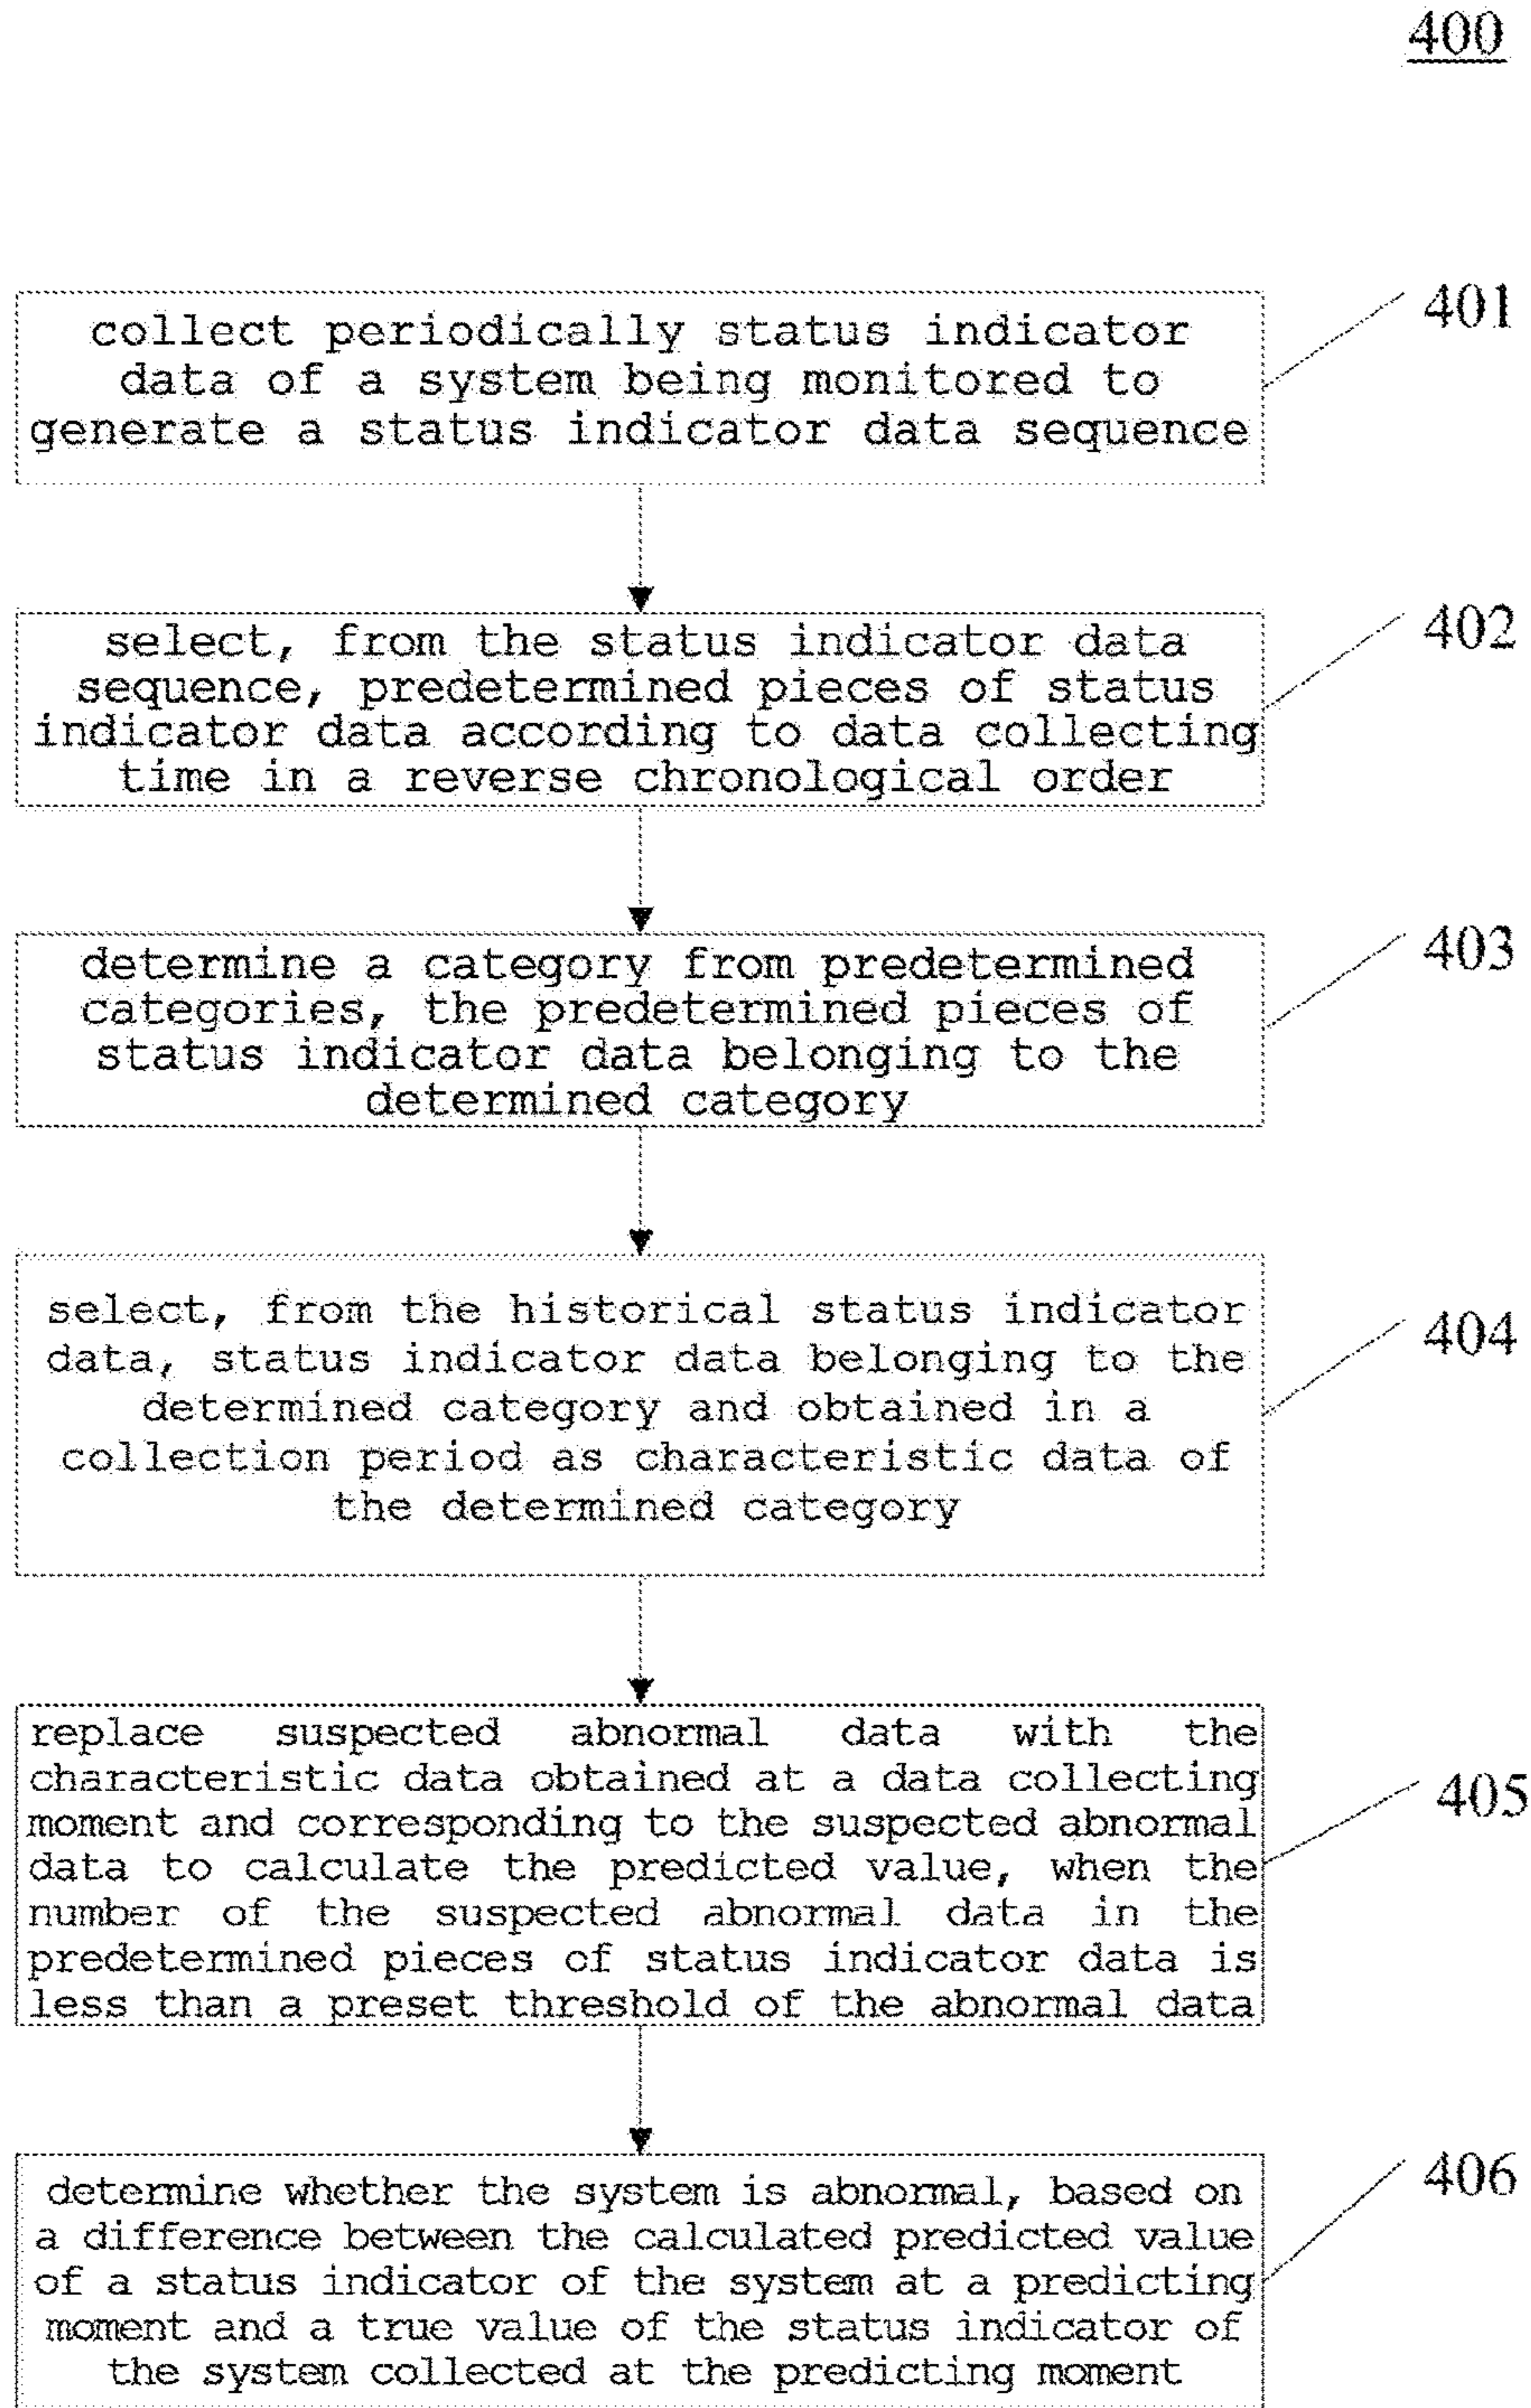 400
collect periodically status indicator
data of a system being monitored to
generate a status indicator data sequence
401
select, from the status indicator data
sequence, predetermined pieces of status
indicator data according to data collecting
time in a reverse chronological order
402
determine a category from predetermined
categories, the predetermined pieces of
status indicator data belonging to the
determined category
403
select, from the historical status indicator
data, status indicator data belonging to the
determined category and obtained in a
collection period as characteristic data of
the determined category
404
replace suspected abnormal data with the
characteristic data obtained at a data collecting
moment and corresponding to the suspected abnormal
data to calculate the predicted value, when the
number of the suspected abnormal data in the
predetermined pieces of status indicator data is
less than a preset threshold of the abnormal data
405
determine whether the system is abnormal, based on
a difference between the calculated predicted value
of a status indicator of the system at a predicting
moment and a true value of the status indicator of
the system collected at the predicting moment
406